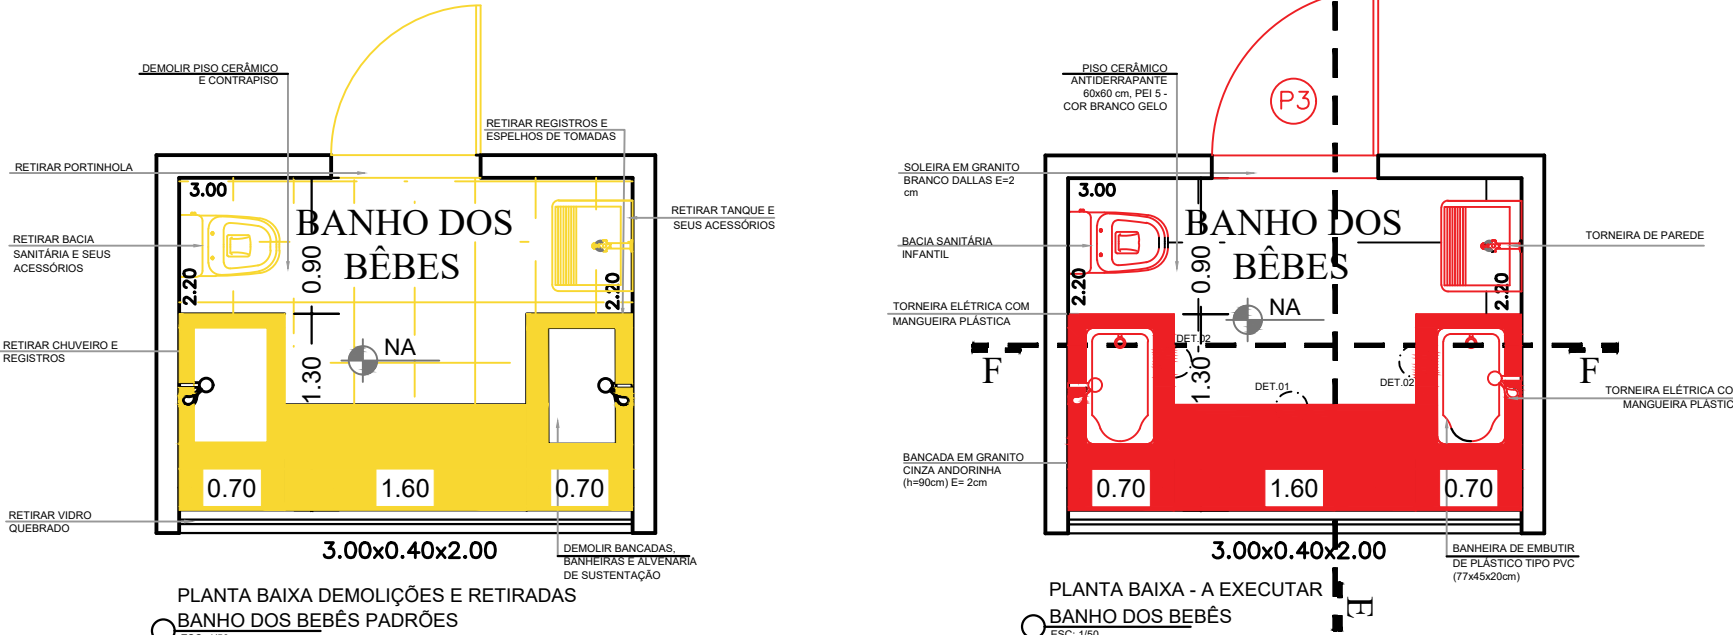 DEMOLIR PISO CERÂMICO
E CONTRAPISO
RETIRAR REGISTROS E
ESPELHOS DE TOMADAS
RETIRAR PORTINHOLA
3.00
BANHO DOS
BÊBES
RETIRAR TANQUE E
SEUS ACESSÓRIOS
RETIRAR BACIA
SANITÁRIA E SEUS
ACESSÓRIOS
2.20
0.90
2.20
NA
RETIRAR CHUVEIRO E
REGISTROS
1.30
0.70
1.60
0.70
RETIRAR VIDRO
QUEBRADO
3.00x0.40x2.00
DEMOLIR BANCADAS,
BANHEIRAS E ALVENARIA
DE SUSTENTAÇÃO
PLANTA BAIXA DEMOLIÇÕES E RETIRADAS
BANHO DOS BEBÊS PADRÕES
PISO CERÂMICO
ANTIDERRAPANTE
60x60 cm, PEI 5 -
COR BRANCO GELO
P3
SOLEIRA EM GRANITO
BRANCO DALLAS E=2
cm
3.00
BANHO DOS
BÊBES
TORNEIRA DE PAREDE
BACIA SANITÁRIA
INFANTIL
2.20
0.90
2.20
TORNEIRA ELÉTRICA COM
MANGUEIRA PLÁSTICA
NA
DET.02
F
1.30
DET.01
DET.02
F
TORNEIRA ELÉTRICA CO
MANGUEIRA PLÁSTIC
BANCADA EM GRANITO
CINZA ANDORINHA
(h=90cm) E= 2cm
0.70
1.60
0.70
3.00x0.40x2.00
BANHEIRA DE EMBUTIR
DE PLÁSTICO TIPO PVC
(77x45x20cm)
PLANTA BAIXA - A EXECUTAR
E
BANHO DOS BEBÊS
ESC: 1/50